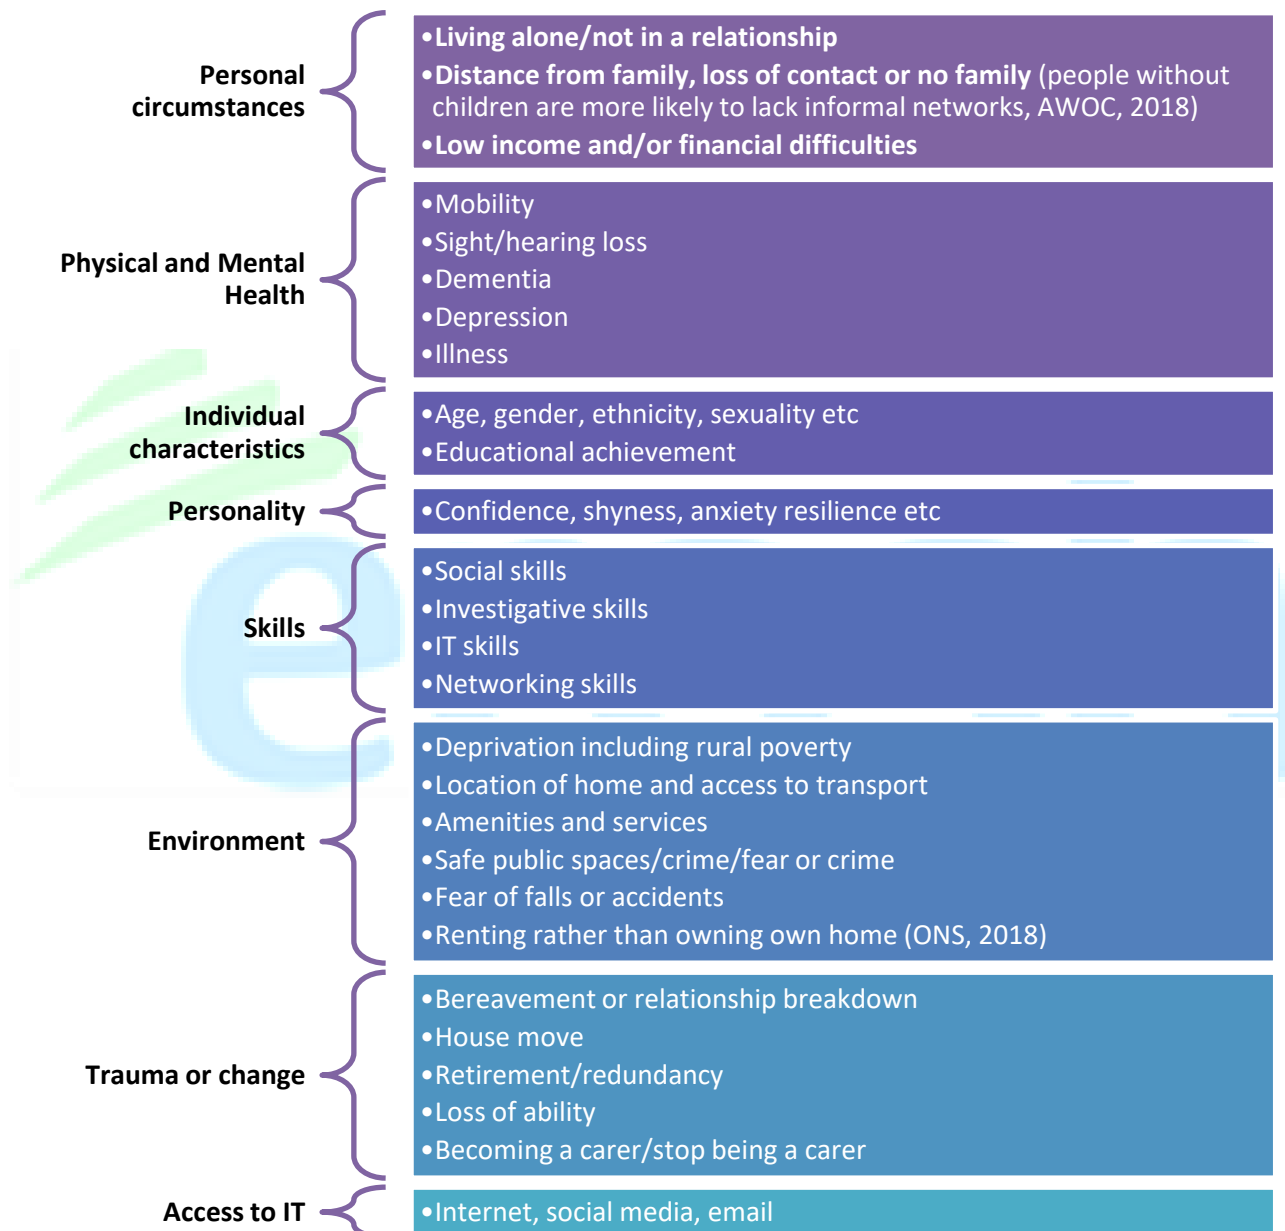 Personal
circumstances
•Living alone/not in a relationship
•Distance from family, loss of contact or no family (people without
children are more likely to lack informal networks, AWOC, 2018)
•Low income and/or financial difficulties
Physical and Mental
Health
•Mobility
•Sight/hearing loss
•Dementia
•Depression
•Illness
Individual
characteristics
•Age, gender, ethnicity, sexuality etc
•Educational achievement
Personality
•Confidence, shyness, anxiety resilience etc
Skills
•Social skills
•Investigative skills
•IT skills
•Networking skills
Environment
•Deprivation including rural poverty
•Location of home and access to transport
•Amenities and services
•Safe public spaces/crime/fear or crime
•Fear of falls or accidents
•Renting rather than owning own home (ONS, 2018)
Trauma or change
•Bereavement or relationship breakdown
•House move
•Retirement/redundancy
•Loss of ability
•Becoming a carer/stop being a carer
Access to IT
•Internet, social media, email